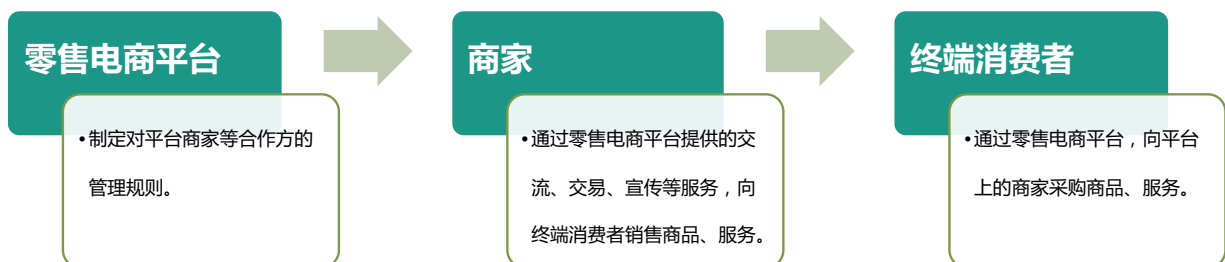 零售电商平台
•制定对平台商家等合作方的
管理规则。
商家
•通过零售电商平台提供的交
流、交易、宣传等服务，向
终端消费者销售商品、服务。
终端消费者
•通过零售电商平台，向平台
上的商家采购商品、服务。